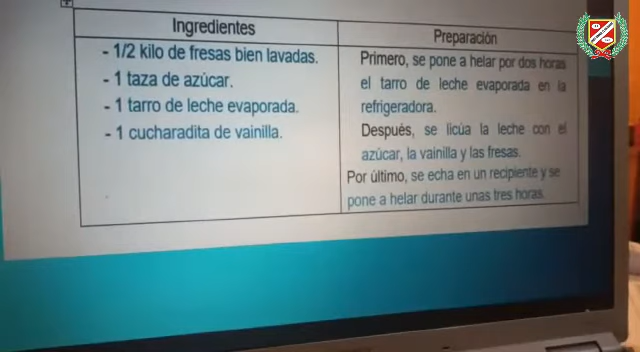 Ingredientes
- 1/2 kilo de fresas bien lavadas.
- 1 taza de azúcar.
- 1 tarro de leche evaporada.
- 1 cucharadita de vainilla.
Preparación
Primero, se pone a helar por dos horas
el tarro de leche evaporada en la
refrigeradora.
Después, se licúa la leche con el
azúcar, la vainilla y las fresas.
Por último, se echa en un recipiente y se
pone a helar durante unas tres horas.